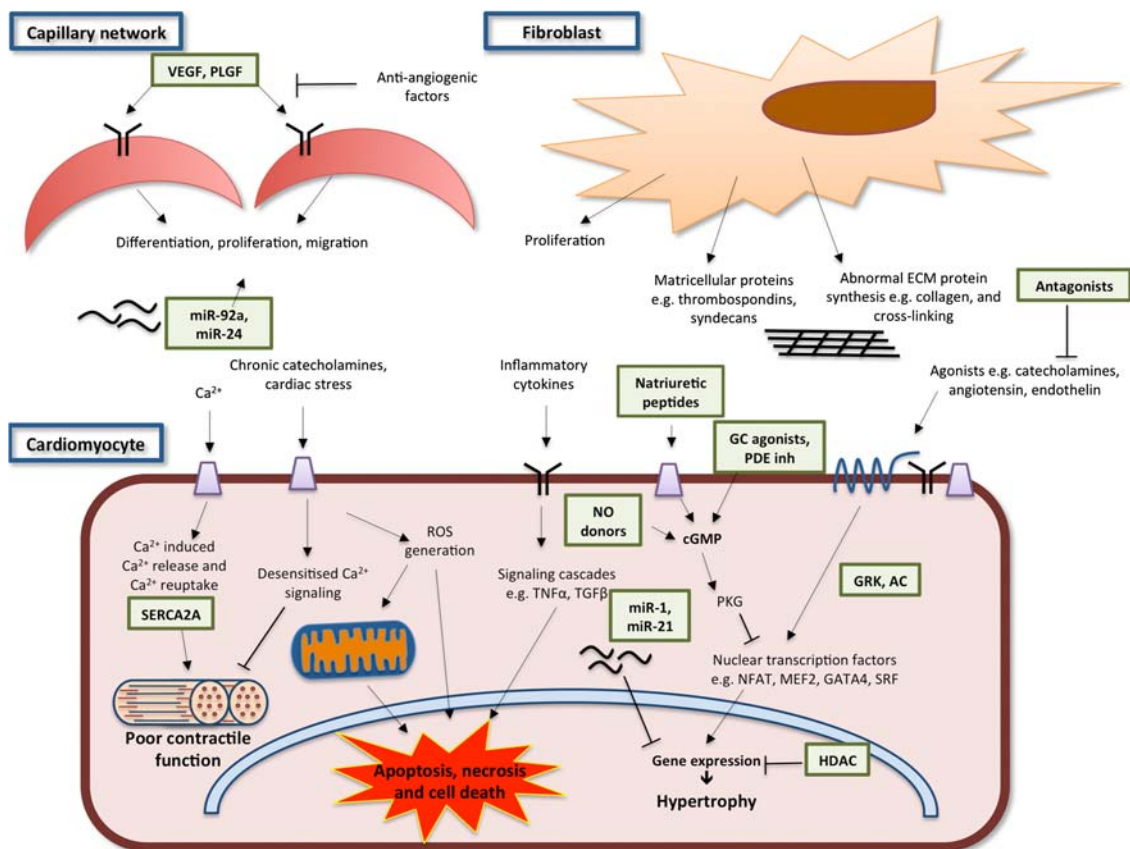 Capillary network
VEGF, PLGF
Anti-angiogenic
factors
Differentiation, proliferation, migration
miR-92a,
miR-24
Fibroblast
Proliferation
Matricellular proteins
e.g. thrombospondins,
syndecans
Abnormal ECM protein
synthesis e.g. collagen, and
cross-linking
Antagonists
Agonists e.g. catecholamines,
angiotensin, endothelin
Chronic catecholamines,
cardiac stress
Ca²⁺
Inflammatory
cytokines
Natriuretic
peptides
GC agonists,
PDE inh
Cardiomyocyte
Ca²⁺ induced
Ca²⁺ release and
Ca²⁺ reuptake
SERCA2A
Poor contractile
function
Desensitised Ca²⁺
signaling
ROS
generation
Signaling cascades
e.g. TNFα, TGFβ
NO
donors
cGMP
PKG
miR-1,
miR-21
GRK, AC
Nuclear transcription factors
e.g. NFAT, MEF2, GATA4, SRF
Apoptosis, necrosis
and cell death
Gene expression
HDAC
Hypertrophy